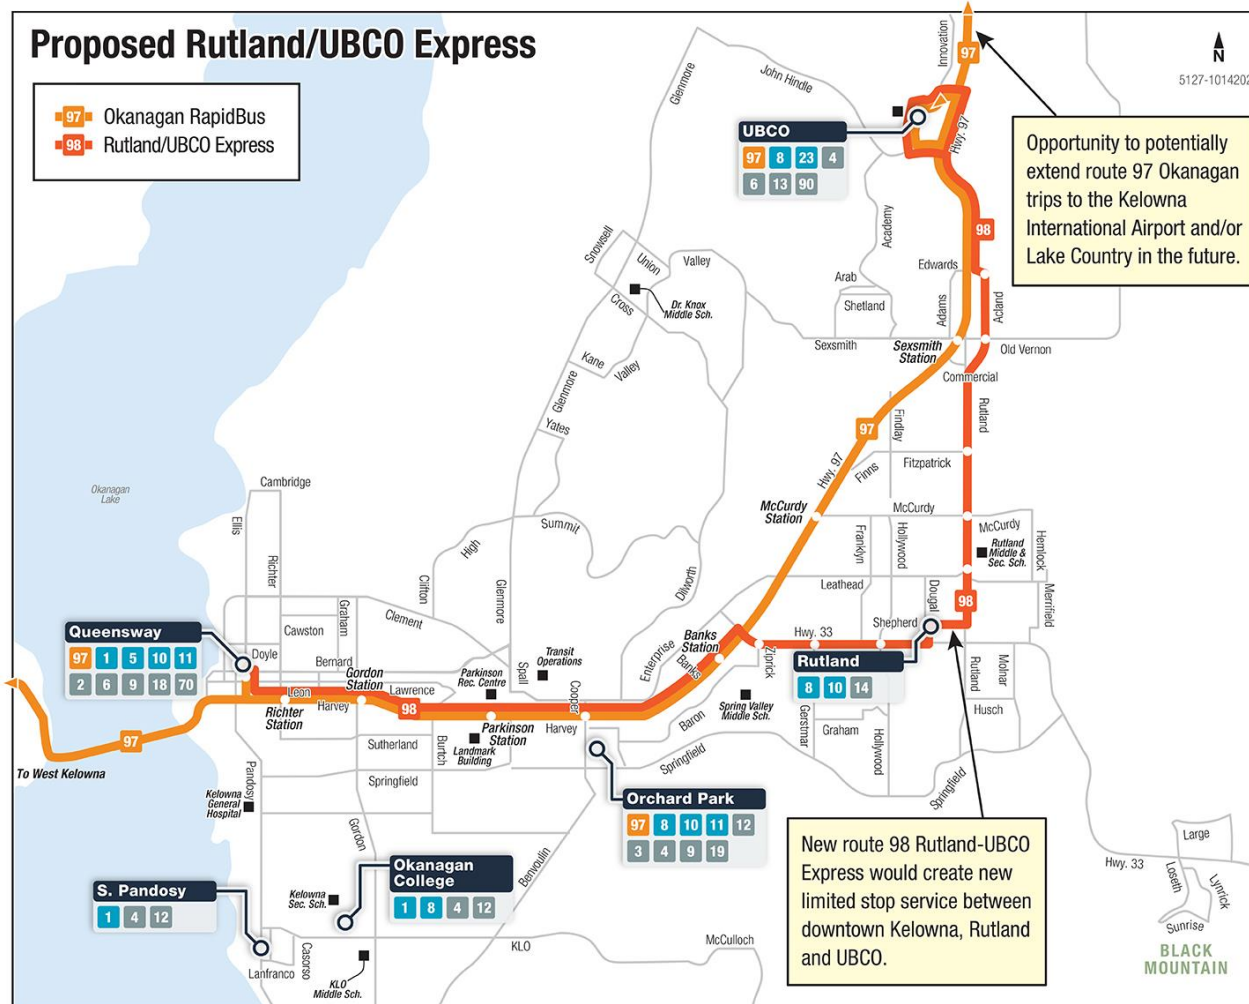 Proposed Rutland/UBCO Express
97 Okanagan RapidBus
98 Rutland/UBCO Express
N
5127-1014202
97
Innovation
Glenmore
John Hindle
Hwy. 97
UBCO
97 8 23 4
6 13 90
Opportunity to potentially
extend route 97 Okanagan
trips to the Kelowna
International Airport and/or
Lake Country in the future.
98
Academy
Snowsell
Union
Valley
Cross
Dr. Knox
Middle Sch.
Arab
Shetland
Edwards
Adams
Acland
Sexsmith
Sexsmith
Station
Old Vernon
Commercial
Kane
Valley
Glenmore
Yates
Rutland
97
Findlay
Hwy. 97
Finns
Fitzpatrick
Okanagan
Lake
Cambridge
Ellis
Richter
Summit
High
McCurdy
Station
McCurdy
McCurdy
Franklyn
Hollywood
Rutland
Middle &
Sec. Sch.
Hemlock
Clifton
Glenmore
Dilworth
Leathead
Dougal
98
Merrifield
Graham
Clement
Cawston
Shepherd
Queensway
97 1 5 10 11
2 6 9 18 70
Doyle
Bernard
Gordon
Station
Lawrence
Leon
Harvey
Richter
Station
98
Parkinson
Rec. Centre
Spall
Transit
Operations
Cooper
Enterprise
Banks
Station
Banks
Hwy. 33
Ziprick
Rutland
8 10 14
Rutland
Molnar
Husch
Spring Valley
Middle Sch.
Gerstmar
Graham
Hollywood
Baron
Springfield
Springfield
97
To West Kelowna
Sutherland
Burtch
Landmark
Building
Parkinson
Station
Harvey
Springfield
Pandosy
Kelowna
General
Hospital
Gordon
Orchard Park
97 8 10 11 12
3 4 9 19
Benvoulin
New route 98 Rutland-UBCO
Express would create new
limited stop service between
downtown Kelowna, Rutland
and UBCO.
Hwy. 33
Large
Loseth
Lynrick
Sunrise
BLACK
MOUNTAIN
Okanagan
College
1 8 4 12
S. Pandosy
1 4 12
Kelowna
Sec. Sch.
KLO
McCulloch
Lanfranco
Casorso
KLO
Middle Sch.